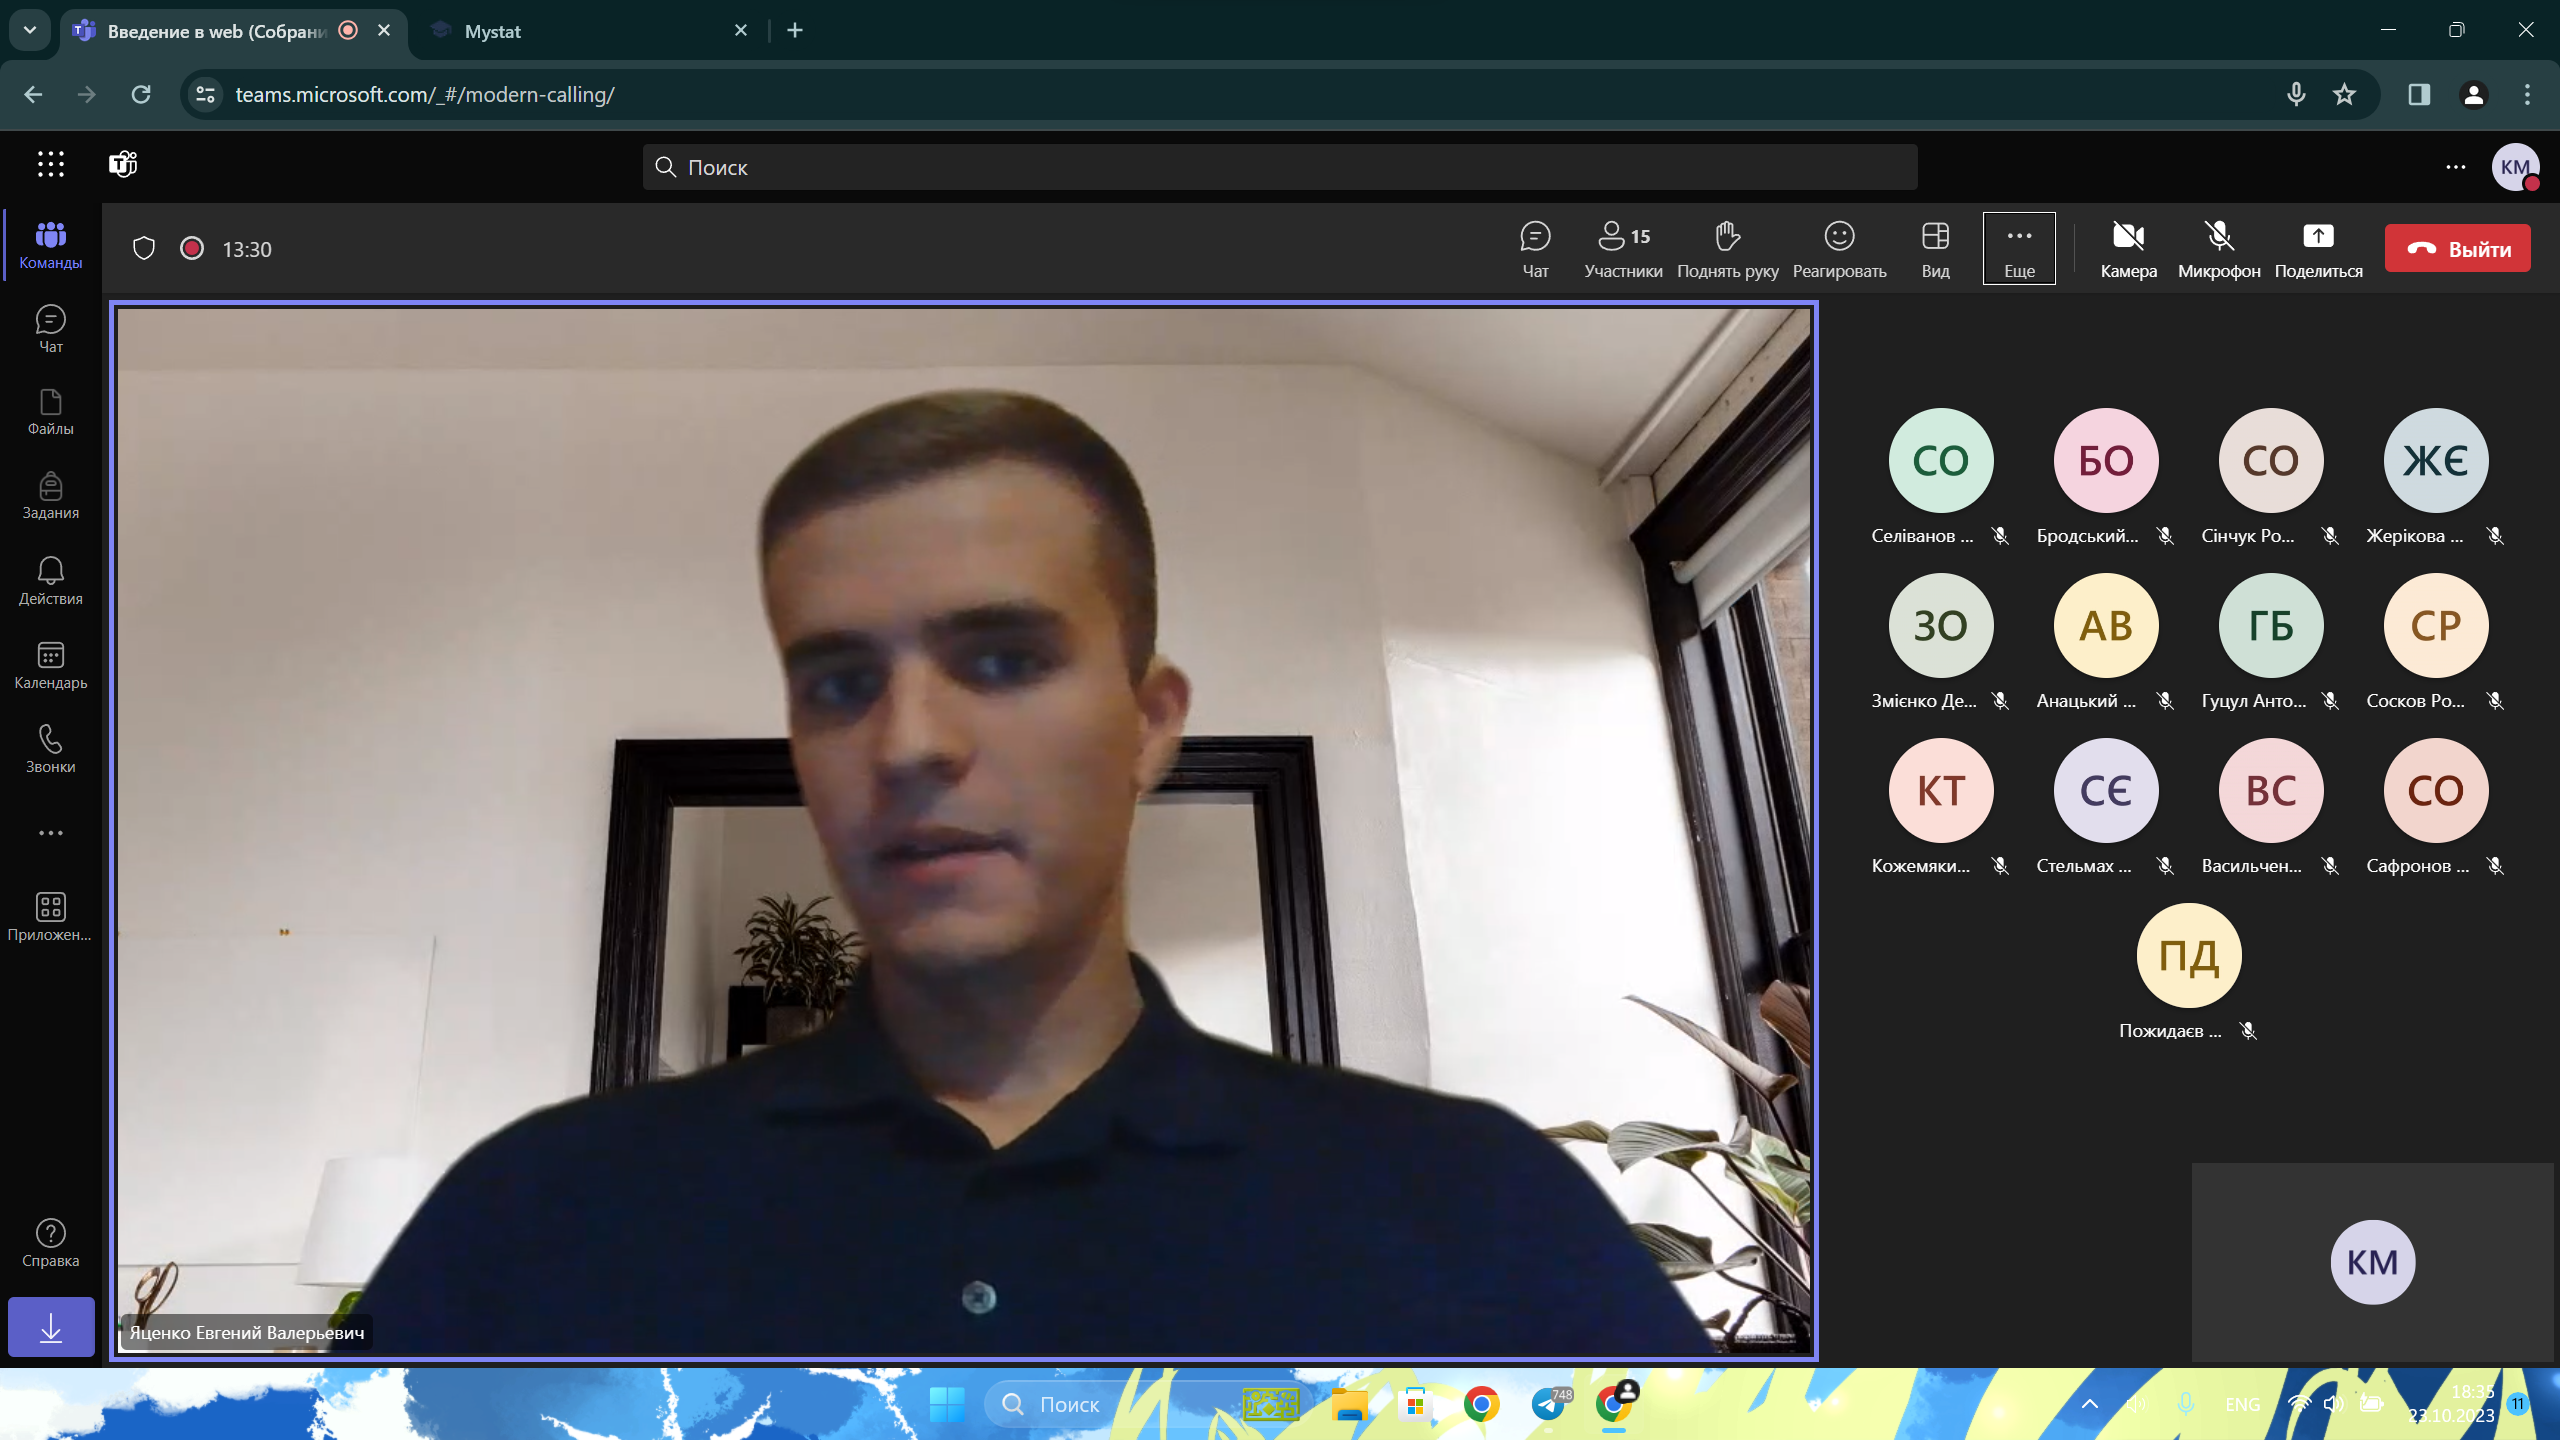 Введение в web (Собрани
Mystat
teams.microsoft.com/_#/modern-calling/
Поиск
КМ
Команды
Чат
Файлы
Задания
Действия
Календарь
Звонки
Приложен...
Справка
13:30
Чат
15
Участники
Поднять руку
Реагировать
Вид
Еще
Камера
Микрофон
Поделиться
Выйти
СО
БО
СО
ЖЄ
Селіванов ...
Бродський...
Сінчук Ро...
Жерікова ...
ЗО
АВ
ГБ
СР
Змієнко Де...
Анацький ...
Гуцул Анто...
Сосков Ро...
КТ
СЄ
ВС
СО
Кожемяки...
Стельмах ...
Васильчен...
Сафронов ...
ПД
Пожидаєв ...
КМ
Яценко Евгений Валерьевич
Поиск
748
ENG
18:35
23.10.2023
11